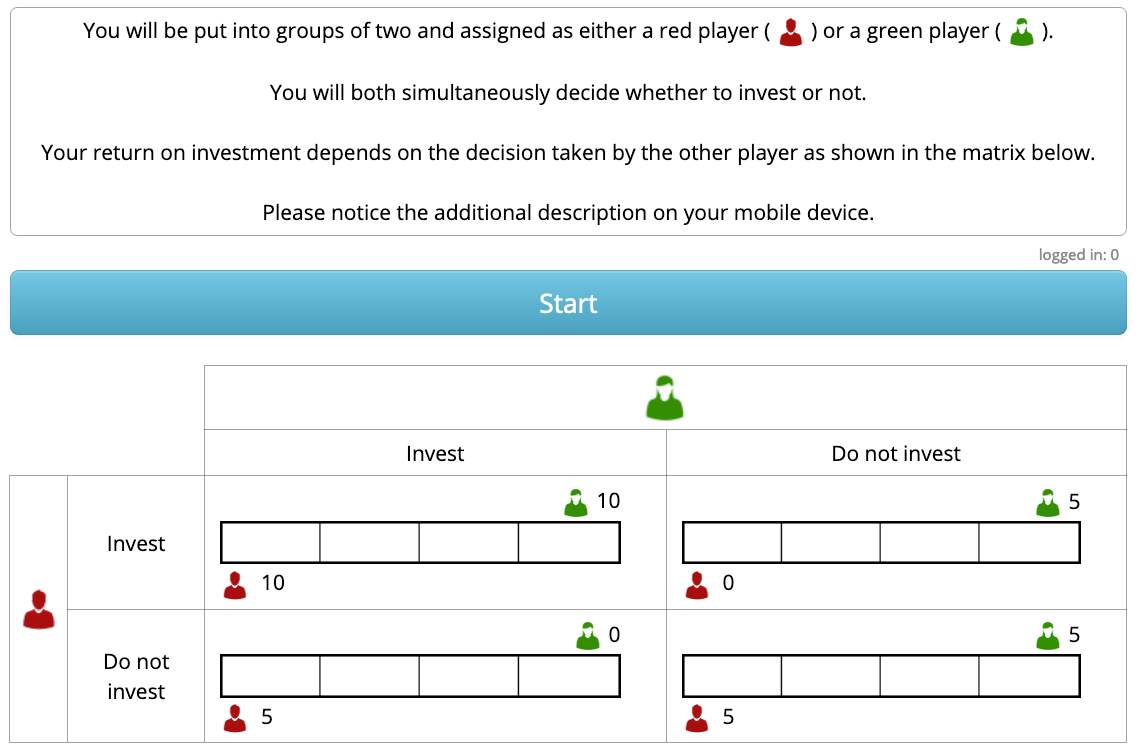 You will be put into groups of two and assigned as either a red player ( ) or a green player ( ).
You will both simultaneously decide whether to invest or not.
Your return on investment depends on the decision taken by the other player as shown in the matrix below.
Please notice the additional description on your mobile device.
logged in: 0
Start
Invest
Do not invest
Invest
10
10
5
0
Do not
invest
0
5
5
5